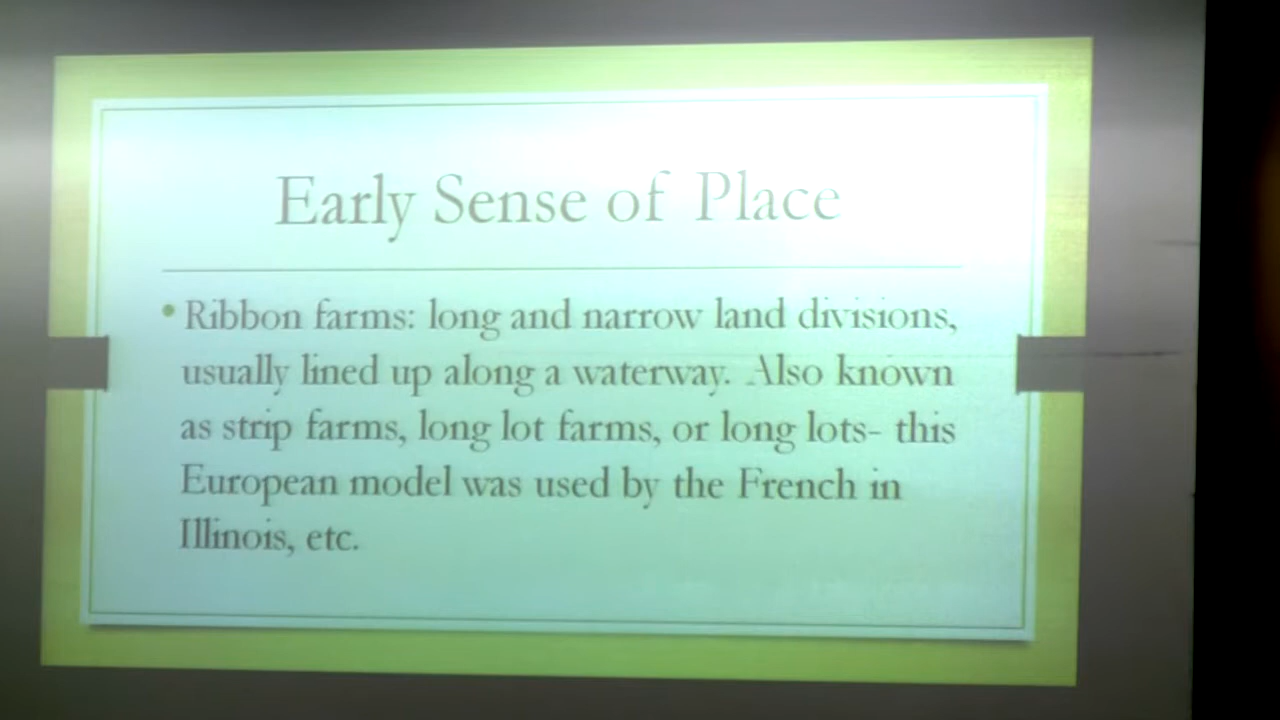 Early Sense of Place
• Ribbon farms: long and narrow land divisions,
usually lined up along a waterway. Also known
as strip farms, long lot farms, or long lots- this
European model was used by the French in
Illinois, etc.